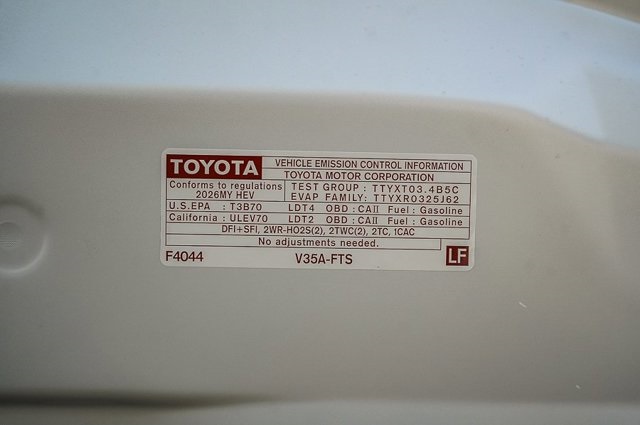 TOYOTA VEHICLE EMISSION CONTROL INFORMATION
TOYOTA MOTOR CORPORATION
Conforms to regulations
2026MY HEV
TEST GROUP : TTYXT03.4B5C
EVAP FAMILY: TTYXR0325J62
U.S.EPA : T3B70 LDT4 OBD : CAII Fuel : Gasoline
California : ULEV70 LDT2 OBD : CAII Fuel : Gasoline
DFI+SFI, 2WR-HO2S(2), 2TWC(2), 2TC, 1CAC
No adjustments needed.
F4044 V35A-FTS LF